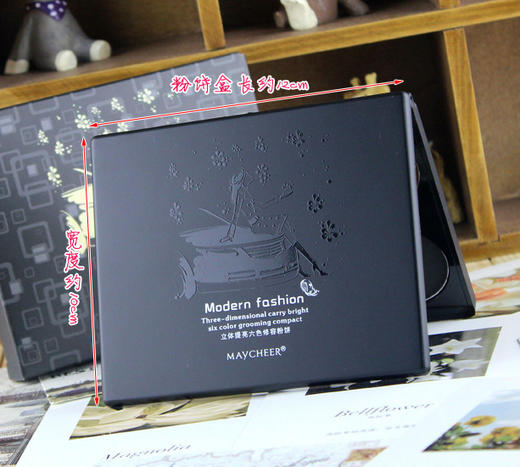 粉饼盒长约12cm
宽度约10cm
Modern fashion
Three-dimensional carry bright
six color grooming compact
立体提亮六色修容粉饼
MAYCHEER®
Magnolia
Bellflower